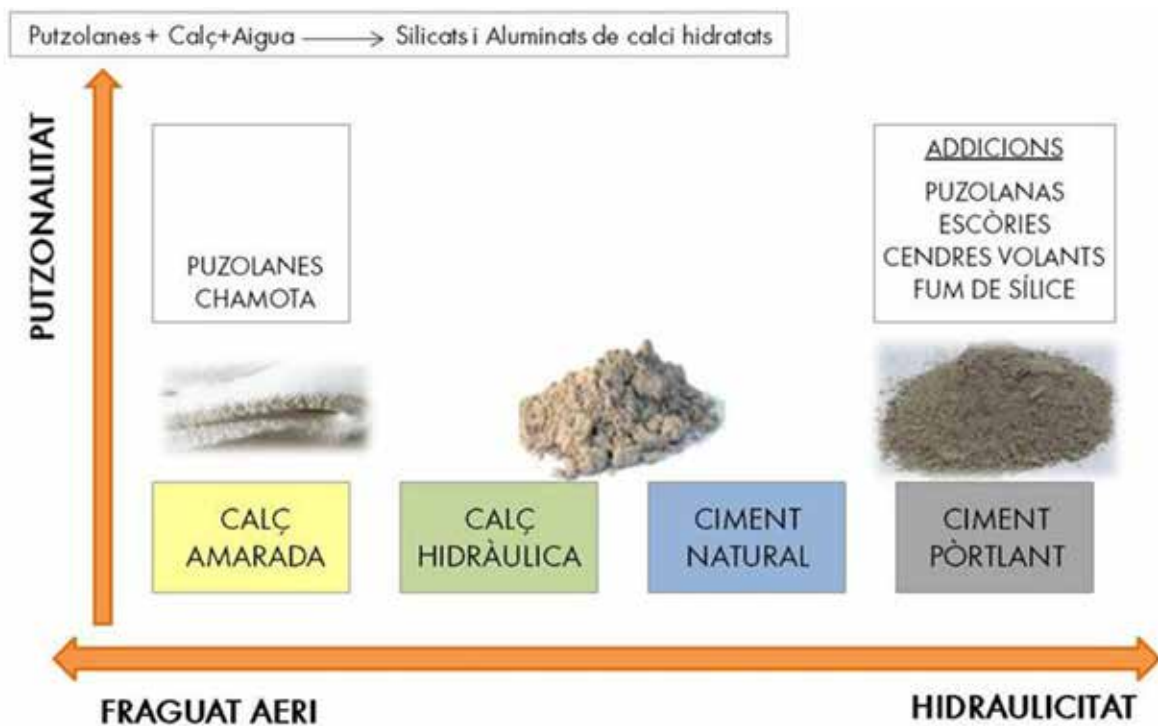 Putzolanes + Calç+Aigua ⟶ Silicats i Aluminats de calci hidratats
PUTZONALITAT
PUZOLANES
CHAMOTA
ADDICIONS
PUZOLANAS
ESCÒRIES
CENDRES VOLANTS
FUM DE SÍLICE
CALÇ
AMARADA
CALÇ
HIDRÀULICA
CIMENT
NATURAL
CIMENT
PÒRTLANT
FRAGUAT AERI
HIDRAULICITAT